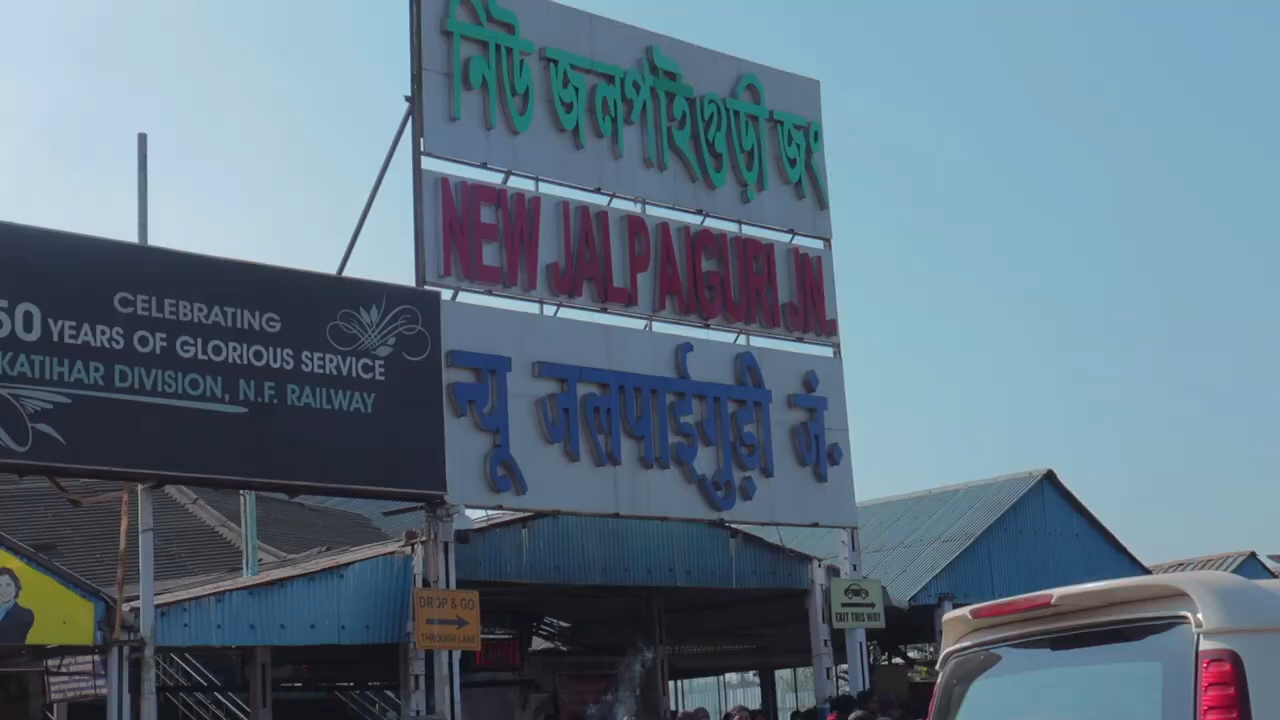 নিউ জলপাইগুড়ী জং
NEW JALPAIGURI JN.
न्यू जलपाईगुड़ी जं.
CELEBRATING
50 YEARS OF GLORIOUS SERVICE
KATIHAR DIVISION, N.F. RAILWAY
DROP & GO
THROUGH LANE
EXIT THIS WAY